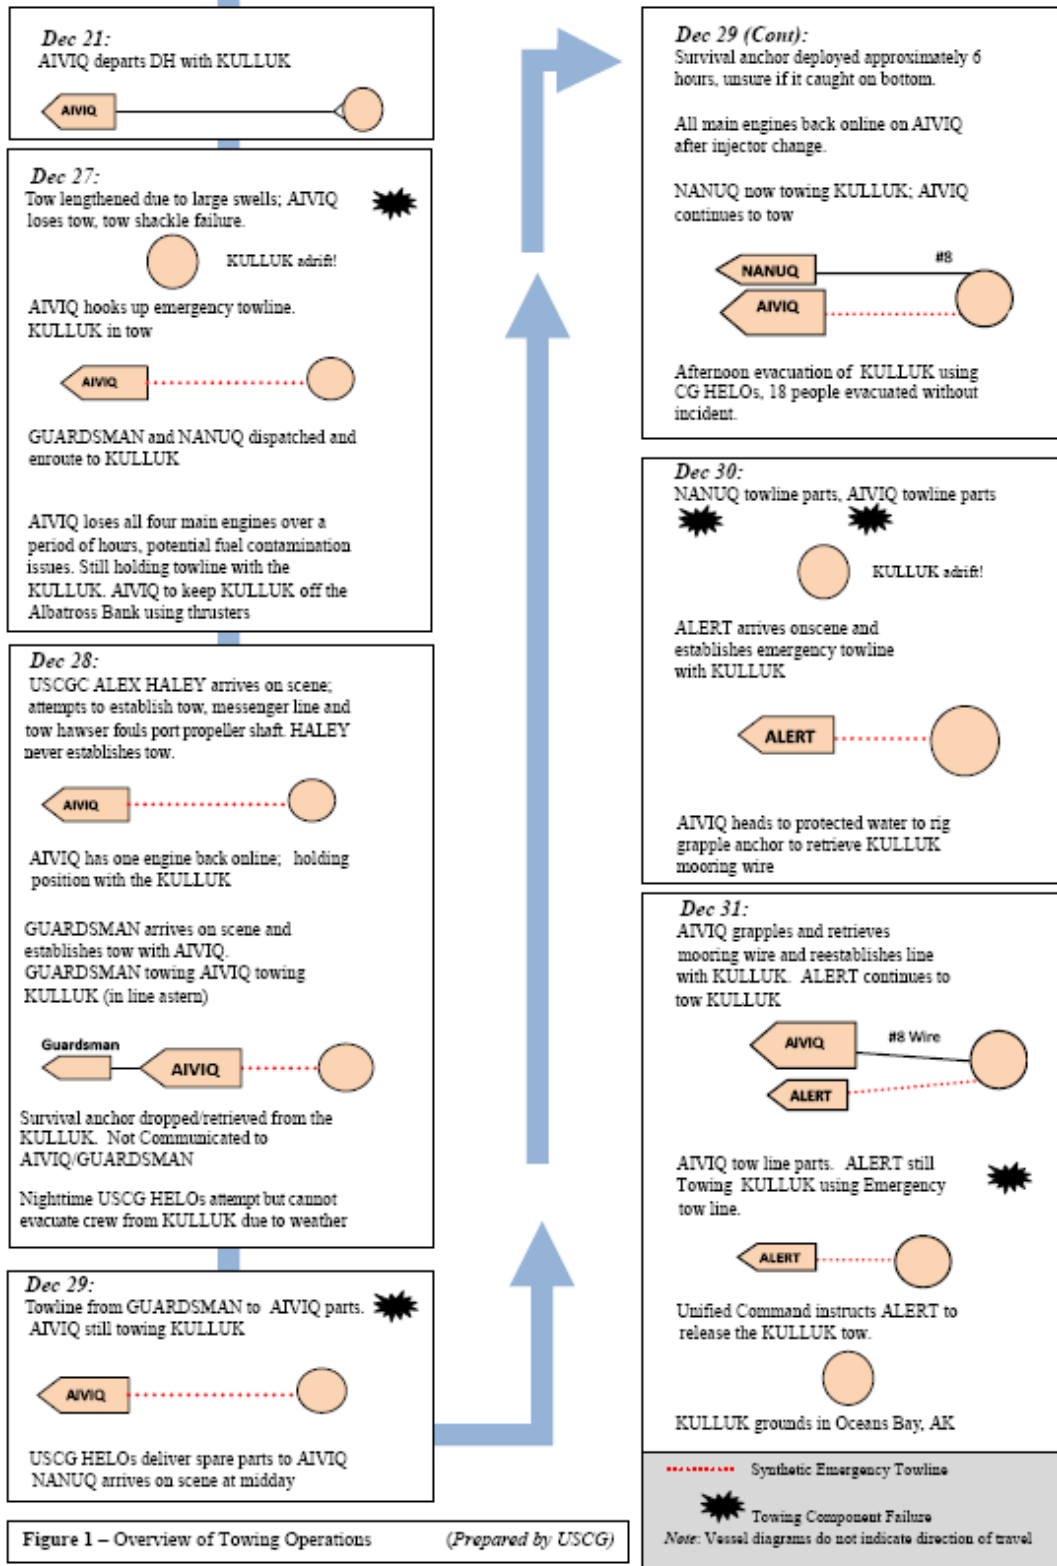 Dec 21:
AIVIQ departs DH with KULLUK
AIVIQ
Dec 27:
Tow lengthened due to large swells; AIVIQ
loses tow, tow shackle failure.
KULLUK adrift!
AIVIQ hooks up emergency towline.
KULLUK in tow
AIVIQ
GUARDSMAN and NANUQ dispatched and
enroute to KULLUK
AIVIQ loses all four main engines over a
period of hours, potential fuel contamination
issues. Still holding towline with the
KULLUK. AIVIQ to keep KULLUK off the
Albatross Bank using thrusters
Dec 28:
USCGC ALEX HALEY arrives on scene;
attempts to establish tow, messenger line and
tow hawser fouls port propeller shaft. HALEY
never establishes tow.
AIVIQ
AIVIQ has one engine back online; holding
position with the KULLUK
GUARDSMAN arrives on scene and
establishes tow with AIVIQ.
GUARDSMAN towing AIVIQ towing
KULLUK (in line astern)
Guardsman
AIVIQ
Survival anchor dropped/retrieved from the
KULLUK. Not Communicated to
AIVIQ/GUARDSMAN
Nighttime USCG HELOs attempt but cannot
evacuate crew from KULLUK due to weather
Dec 29:
Towline from GUARDSMAN to AIVIQ parts.
AIVIQ still towing KULLUK
AIVIQ
USCG HELOs deliver spare parts to AIVIQ
NANUQ arrives on scene at midday
Dec 29 (Cont):
Survival anchor deployed approximately 6
hours, unsure if it caught on bottom.
All main engines back online on AIVIQ
after injector change.
NANUQ now towing KULLUK; AIVIQ
continues to tow
NANUQ
#8
AIVIQ
Afternoon evacuation of KULLUK using
CG HELOs, 18 people evacuated without
incident.
Dec 30:
NANUQ towline parts, AIVIQ towline parts
KULLUK adrift!
ALERT arrives onscene and
establishes emergency towline
with KULLUK
ALERT
AIVIQ heads to protected water to rig
grapple anchor to retrieve KULLUK
mooring wire
Dec 31:
AIVIQ grapples and retrieves
mooring wire and reestablishes line
with KULLUK. ALERT continues to
tow KULLUK
AIVIQ
#8 Wire
ALERT
AIVIQ tow line parts. ALERT still
Towing KULLUK using Emergency
tow line.
ALERT
Unified Command instructs ALERT to
release the KULLUK tow.
KULLUK grounds in Oceans Bay, AK
Synthetic Emergency Towline
Towing Component Failure
Note: Vessel diagrams do not indicate direction of travel
Figure 1 – Overview of Towing Operations (Prepared by USCG)